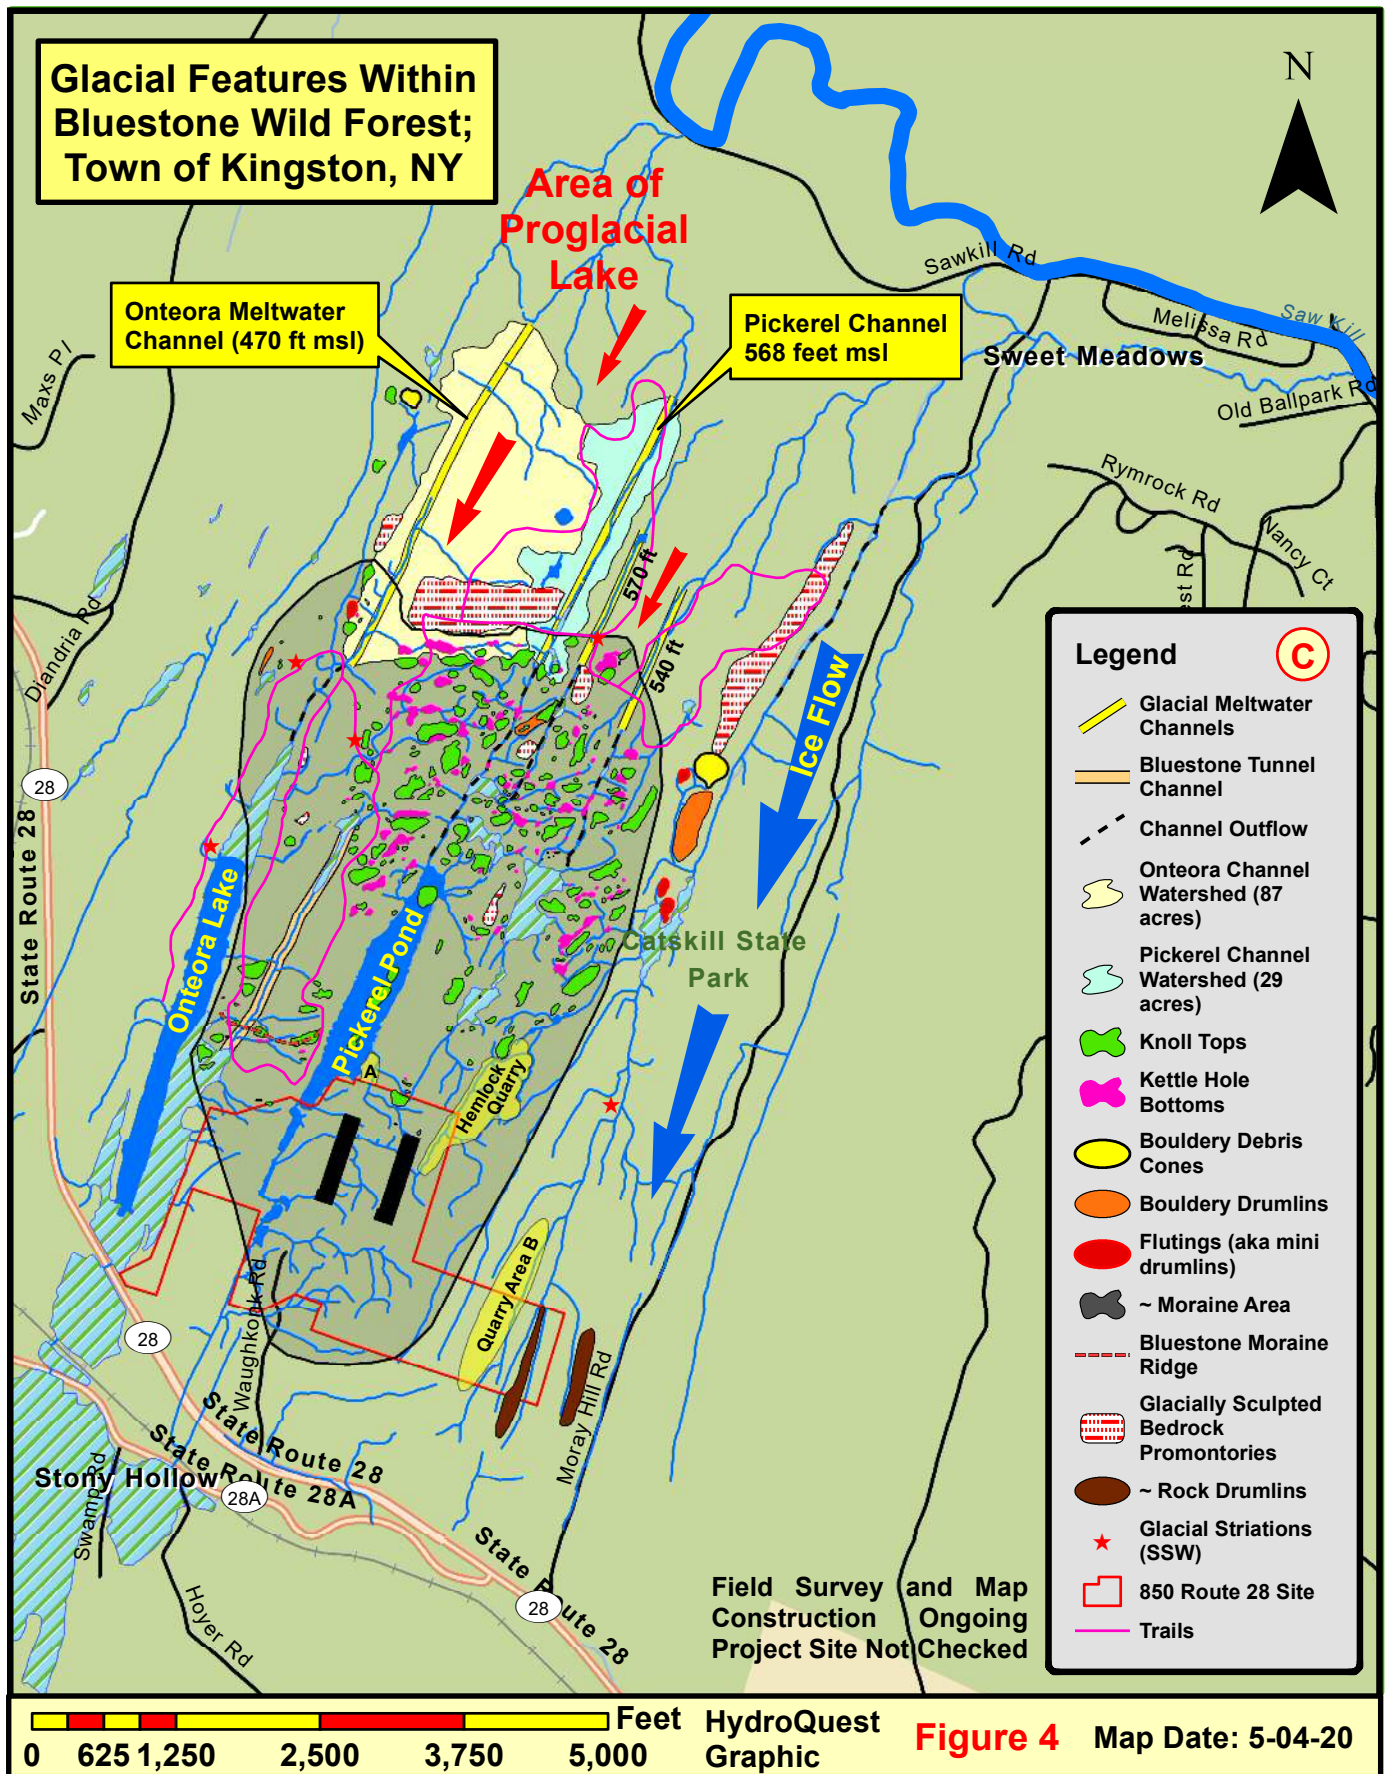 Glacial Features Within
Bluestone Wild Forest;
Town of Kingston, NY
N
Area of
Proglacial
Lake
Onteora Meltwater
Channel (470 ft msl)
Pickerel Channel
568 feet msl
Sawkill Rd
Saw Kill
Melissa Rd
Sweet Meadows
Old Ballpark Rd
Maxs Pl
Rymrock Rd
Nancy Ct
est Rd
Diandria Rd
570 ft
540 ft
Ice Flow
28
State Route 28
Onteora Lake
Pickerel Pond
Catskill State
Park
A
Hemlock
Quarry
Quarry Area B
Waughkonk Rd
Moray Hill Rd
28
State Route 28
State Route 28A
28A
Stony Hollow
Swamp Rd
Hoyer Rd
State Route 28
28
Legend
C
Glacial Meltwater
Channels
Bluestone Tunnel
Channel
Channel Outflow
Onteora Channel
Watershed (87
acres)
Pickerel Channel
Watershed (29
acres)
Knoll Tops
Kettle Hole
Bottoms
Bouldery Debris
Cones
Bouldery Drumlins
Flutings (aka mini
drumlins)
~ Moraine Area
Bluestone Moraine
Ridge
Glacially Sculpted
Bedrock
Promontories
~ Rock Drumlins
Glacial Striations
(SSW)
850 Route 28 Site
Trails
Field Survey and Map
Construction Ongoing
Project Site Not Checked
Feet
0 625 1,250 2,500 3,750 5,000
HydroQuest
Graphic
Figure 4
Map Date: 5-04-20